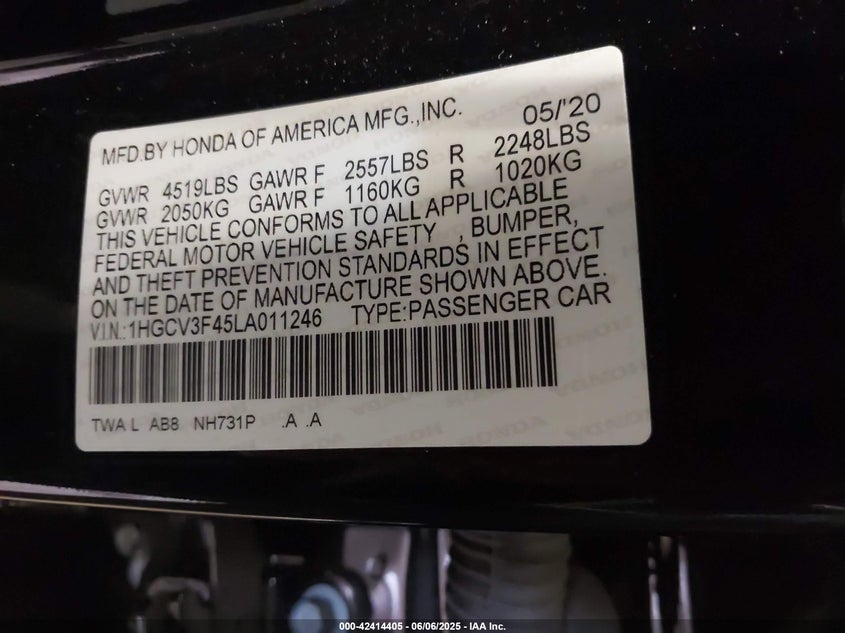 MFD.BY HONDA OF AMERICA MFG.,INC. 05/'20
GVWR 4519LBS GAWR F 2557LBS R 2248LBS
GVWR 2050KG GAWR F 1160KG R 1020KG
THIS VEHICLE CONFORMS TO ALL APPLICABLE
FEDERAL MOTOR VEHICLE SAFETY , BUMPER,
AND THEFT PREVENTION STANDARDS IN EFFECT
ON THE DATE OF MANUFACTURE SHOWN ABOVE.
V.I.N.:1HGCV3F45LA011246 TYPE:PASSENGER CAR
TWA L AB8 NH731P .A .A
000-42414405 - 06/06/2025 - IAA Inc.